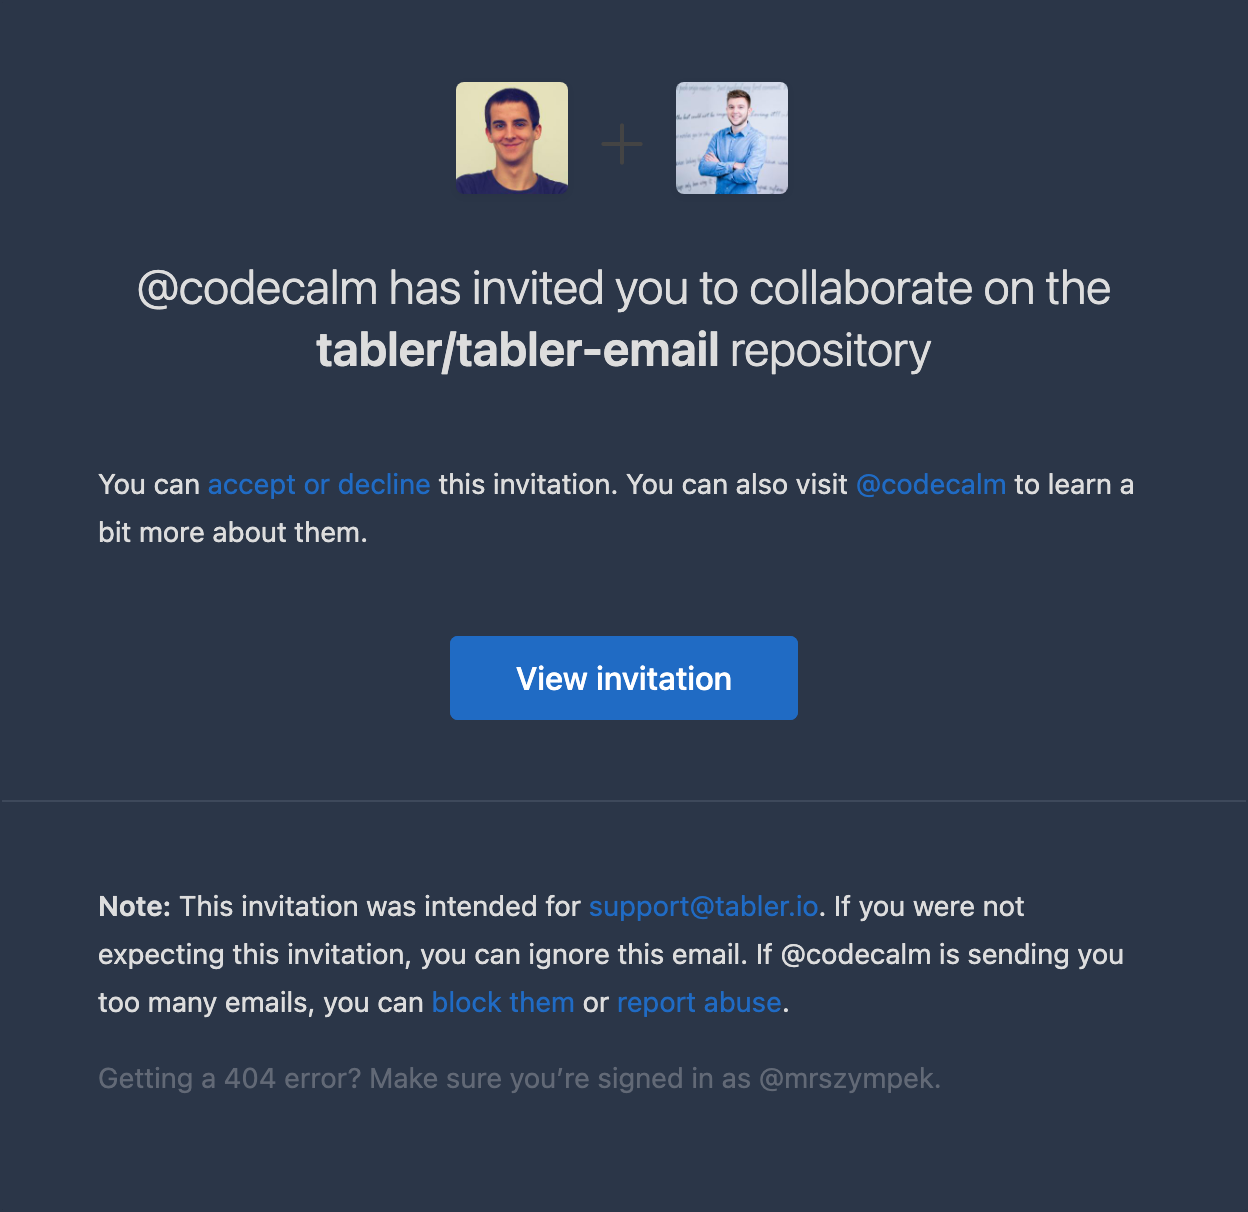 @codecalm has invited you to collaborate on the
tabler/tabler-email repository
You can accept or decline this invitation. You can also visit @codecalm to learn a
bit more about them.
View invitation
Note: This invitation was intended for support@tabler.io. If you were not
expecting this invitation, you can ignore this email. If @codecalm is sending you
too many emails, you can block them or report abuse.
Getting a 404 error? Make sure you’re signed in as @mrszympek.